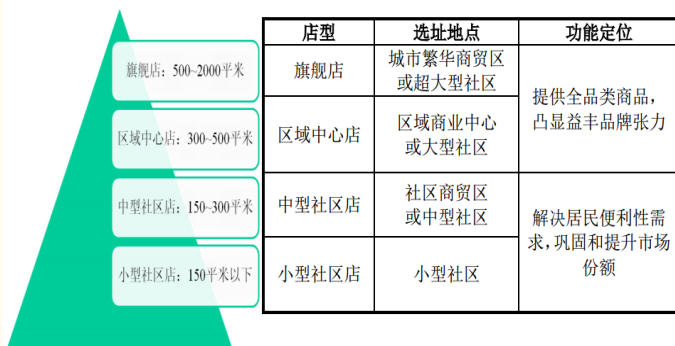 旗舰店：500~2000平米
区域中心店：300~500平米
中型社区店：150~300平米
小型社区店：150平米以下
店型
选址地点
功能定位
旗舰店
城市繁华商贸区
或超大型社区
提供全品类商品，
凸显益丰品牌张力
区域中心店
区域商业中心
或大型社区
中型社区店
社区商贸区
或中型社区
解决居民便利性需
求，巩固和提升市场
份额
小型社区店
小型社区